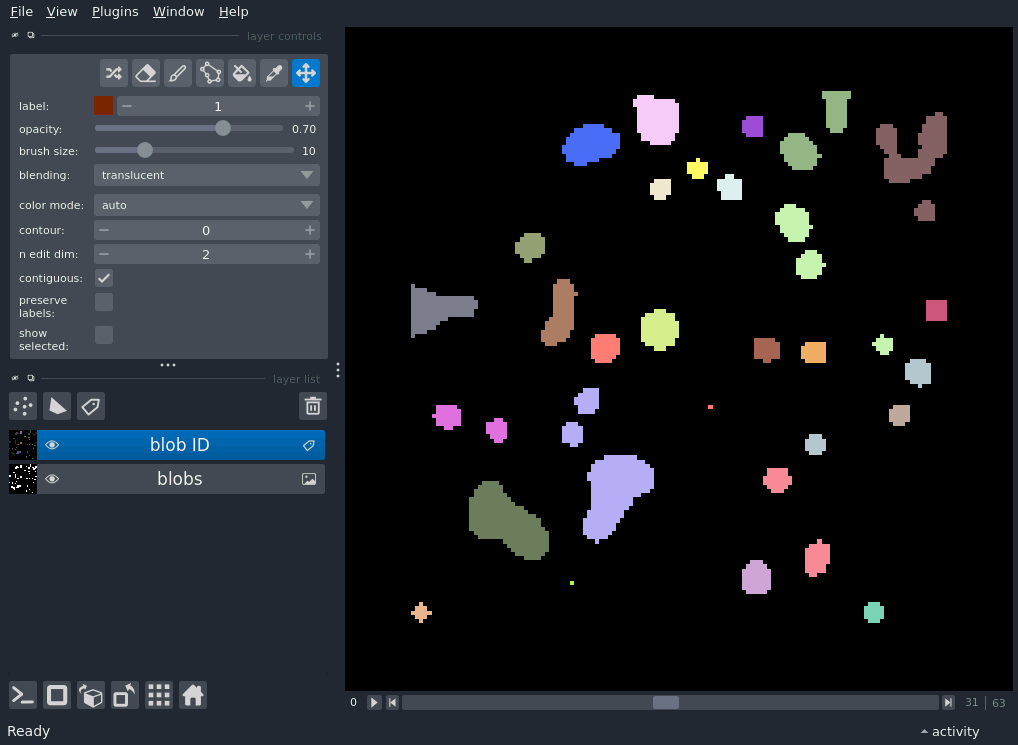 File View Plugins Window Help
layer controls
label: 1
opacity: 0.70
brush size: 10
blending: translucent
color mode: auto
contour: 0
n edit dim: 2
contiguous:
preserve
labels:
show
selected:
layer list
blob ID
blobs
0 31 63
Ready activity